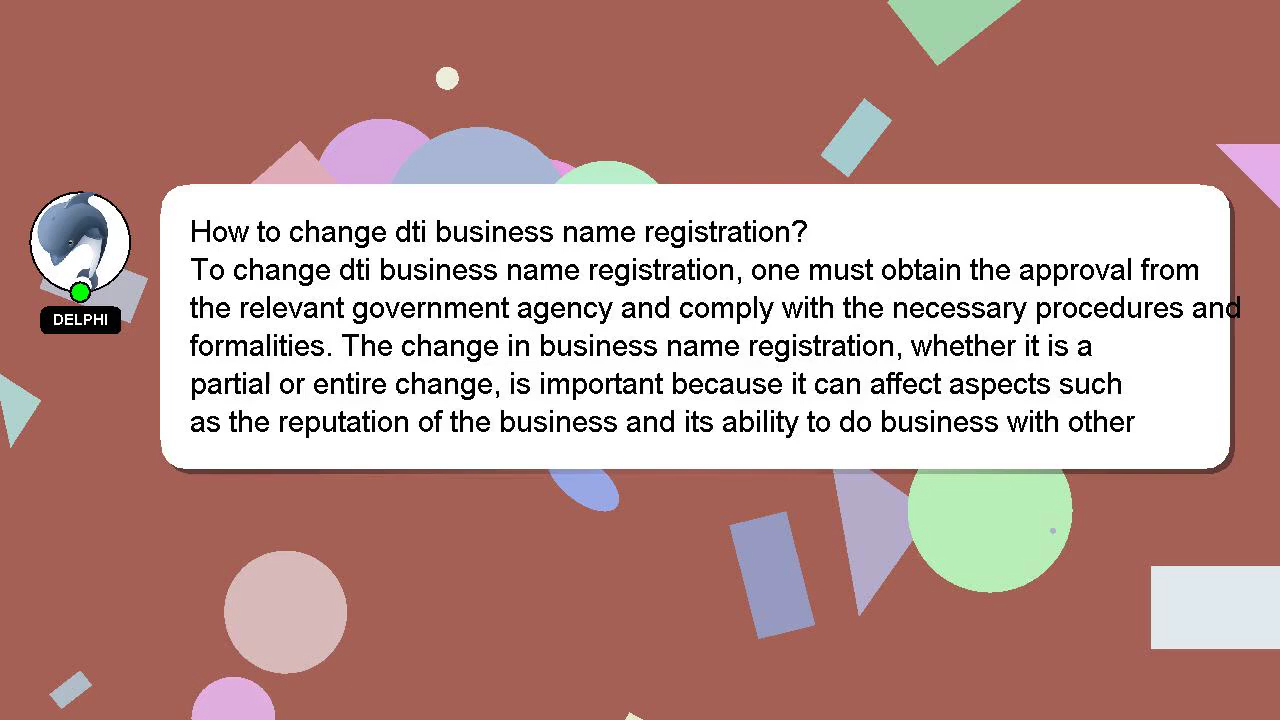 How to change dti business name registration?
To change dti business name registration, one must obtain the approval from
the relevant government agency and comply with the necessary procedures and
formalities. The change in business name registration, whether it is a
partial or entire change, is important because it can affect aspects such
as the reputation of the business and its ability to do business with other
DELPHI